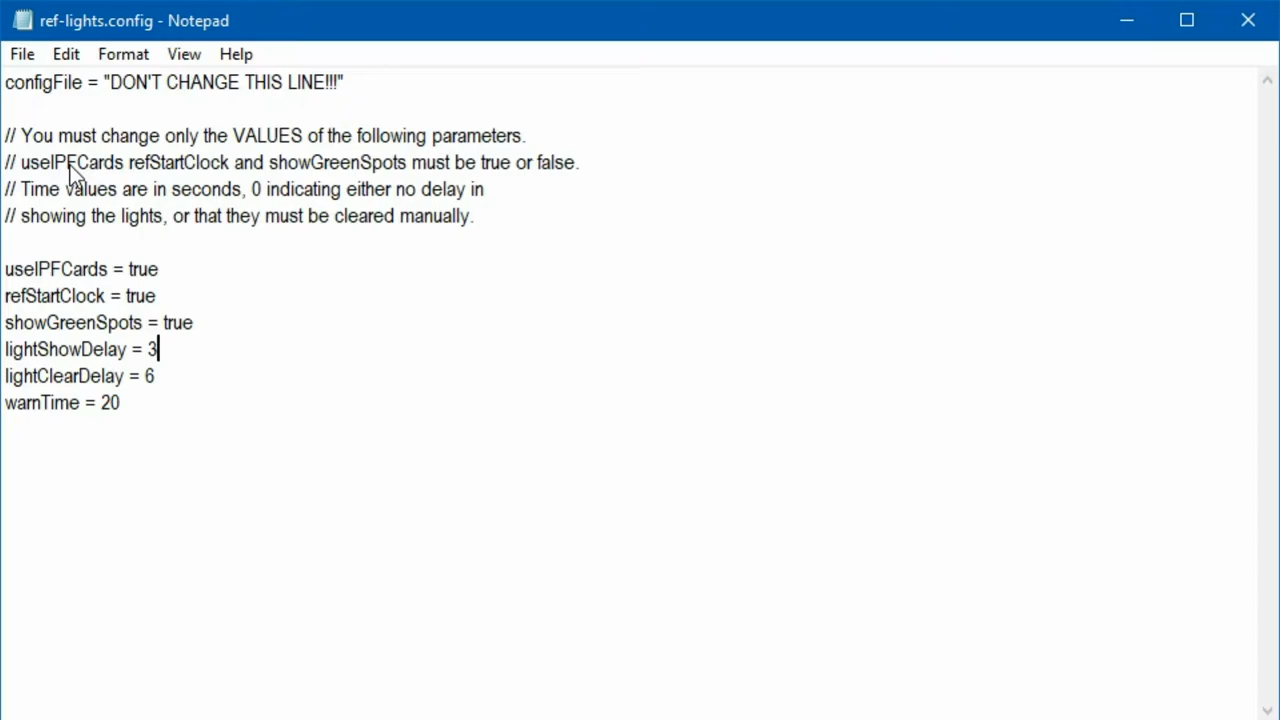 ref-lights.config - Notepad
File Edit Format View Help
configFile = "DON'T CHANGE THIS LINE!!!"
// You must change only the VALUES of the following parameters.
// useIPFCards refStartClock and showGreenSpots must be true or false.
// Time values are in seconds, 0 indicating either no delay in
// showing the lights, or that they must be cleared manually.
useIPFCards = true
refStartClock = true
showGreenSpots = true
lightShowDelay = 3
lightClearDelay = 6
warnTime = 20